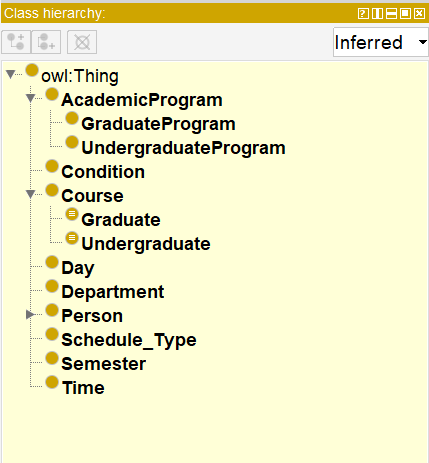 Class hierarchy:
Inferred
owl:Thing
AcademicProgram
GraduateProgram
UndergraduateProgram
Condition
Course
Graduate
Undergraduate
Day
Department
Person
Schedule_Type
Semester
Time